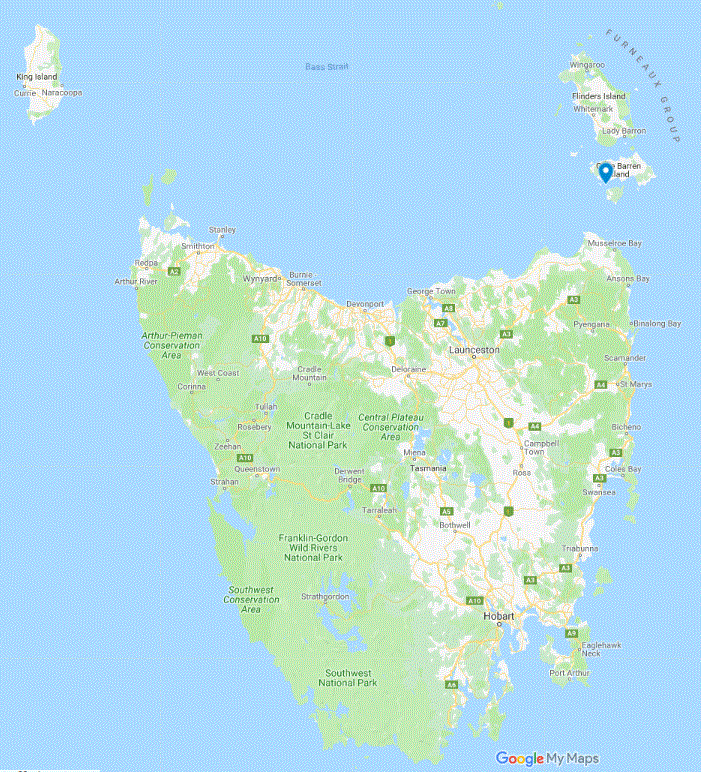 FURNEAUX GROUP
Wingaroo
Bass Strait
King Island
Currie
Naracoopa
Flinders Island
Whitemark
Lady Barron
Barren
land
Stanley
Smithton
Musselroe Bay
Redpa
A2
Arthur River
Wynyard
Burnie
Somerset
George Town
Ansons Bay
Devonport
A8
A3
A7
Pyengana
Binalong Bay
Arthur-Pieman
Conservation
Area
A10
1
A3
Launceston
Scamander
West Coast
Cradle
Mountain
Deloraine
Corinna
A4
St Marys
Tullah
Cradle
Mountain-Lake
St Clair
National Park
Central Plateau
Conservation
Area
1
A4
Rosebery
Bicheno
Zeehan
Campbell
Town
Miena
A3
A10
Tasmania
Queenstown
Derwent
Bridge
Ross
Coles Bay
Strahan
A10
A3
Swansea
Tarraleah
A5
1
Bothwell
Franklin-Gordon
Wild Rivers
National Park
Triabunna
A3
A3
Southwest
Conservation
Area
Strathgordon
A10
Hobart
A9
Eaglehawk
Neck
Southwest
National Park
Port Arthur
A6
Google My Maps